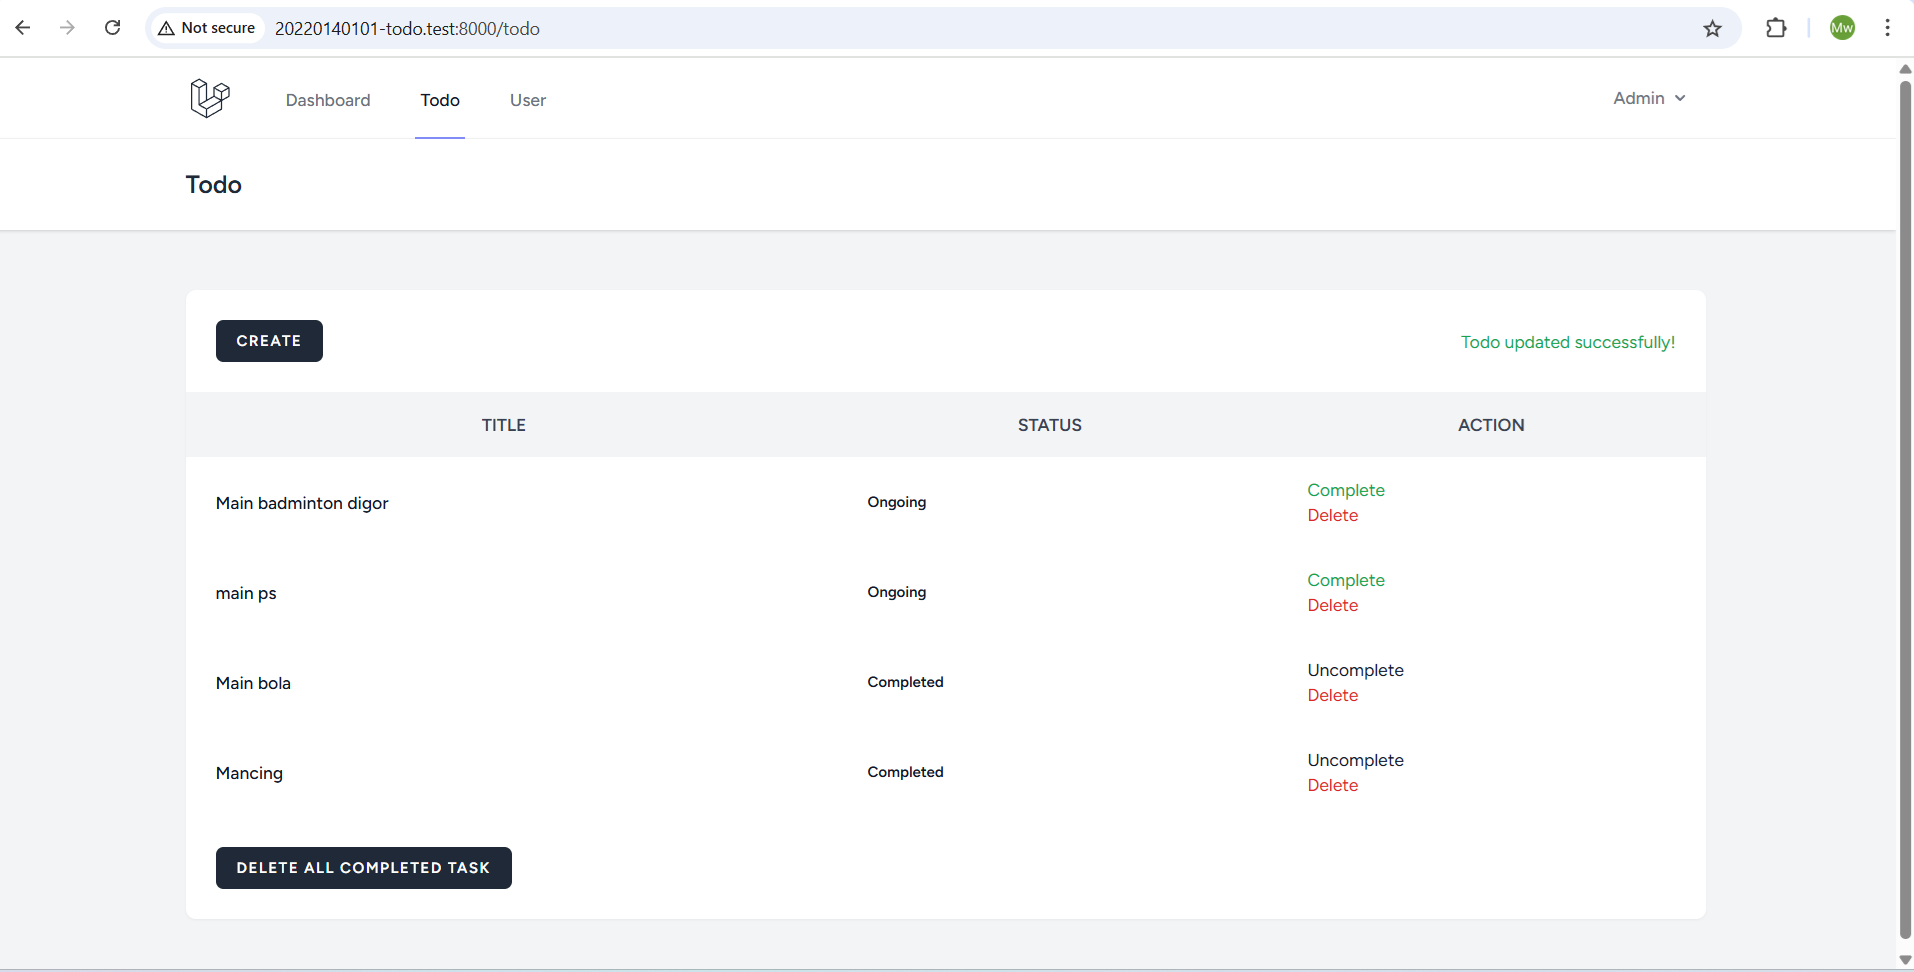 Not secure 20220140101-todo.test:8000/todo
Mw
Dashboard Todo User Admin
Todo
CREATE Todo updated successfully!
TITLE STATUS ACTION
Main badminton digor Ongoing Complete
Delete
main ps Ongoing Complete
Delete
Main bola Completed Uncomplete
Delete
Mancing Completed Uncomplete
Delete
DELETE ALL COMPLETED TASK